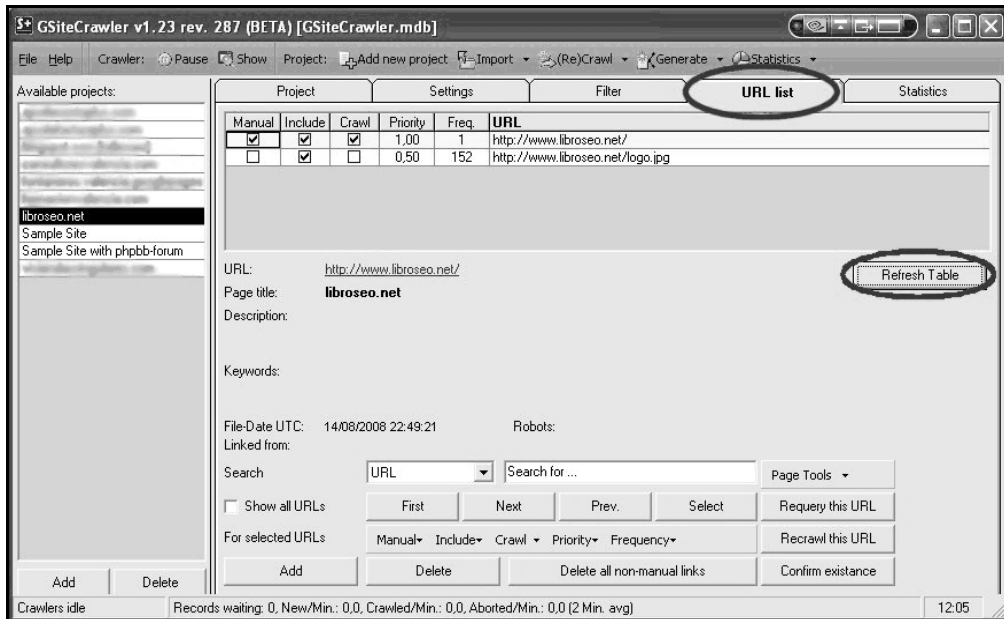 GSiteCrawler v1.23 rev. 287 (BETA) [GSiteCrawler.mdb]
File Help Crawler: Pause Show Project: Add new project Import (Re)Crawl Generate Statistics
Available projects:
libroseo.net
Sample Site
Sample Site with phpbb-forum
Add Delete
Project Settings Filter URL list Statistics
Manual Include Crawl Priority Freq. URL
1,00 1 http://www.libroseo.net/
0,50 152 http://www.libroseo.net/logo.jpg
URL: http://www.libroseo.net/
Refresh Table
Page title: libroseo.net
Description:
Keywords:
File-Date UTC: 14/08/2008 22:49:21 Robots:
Linked from:
Search URL Search for ... Page Tools
Show all URLs First Next Prev. Select Requery this URL
For selected URLs Manual Include Crawl Priority Frequency Recrawl this URL
Add Delete Delete all non-manual links Confirm existance
Crawlers idle Records waiting: 0, New/Min.: 0,0, Crawled/Min.: 0,0, Aborted/Min.: 0,0 (2 Min. avg) 12:05